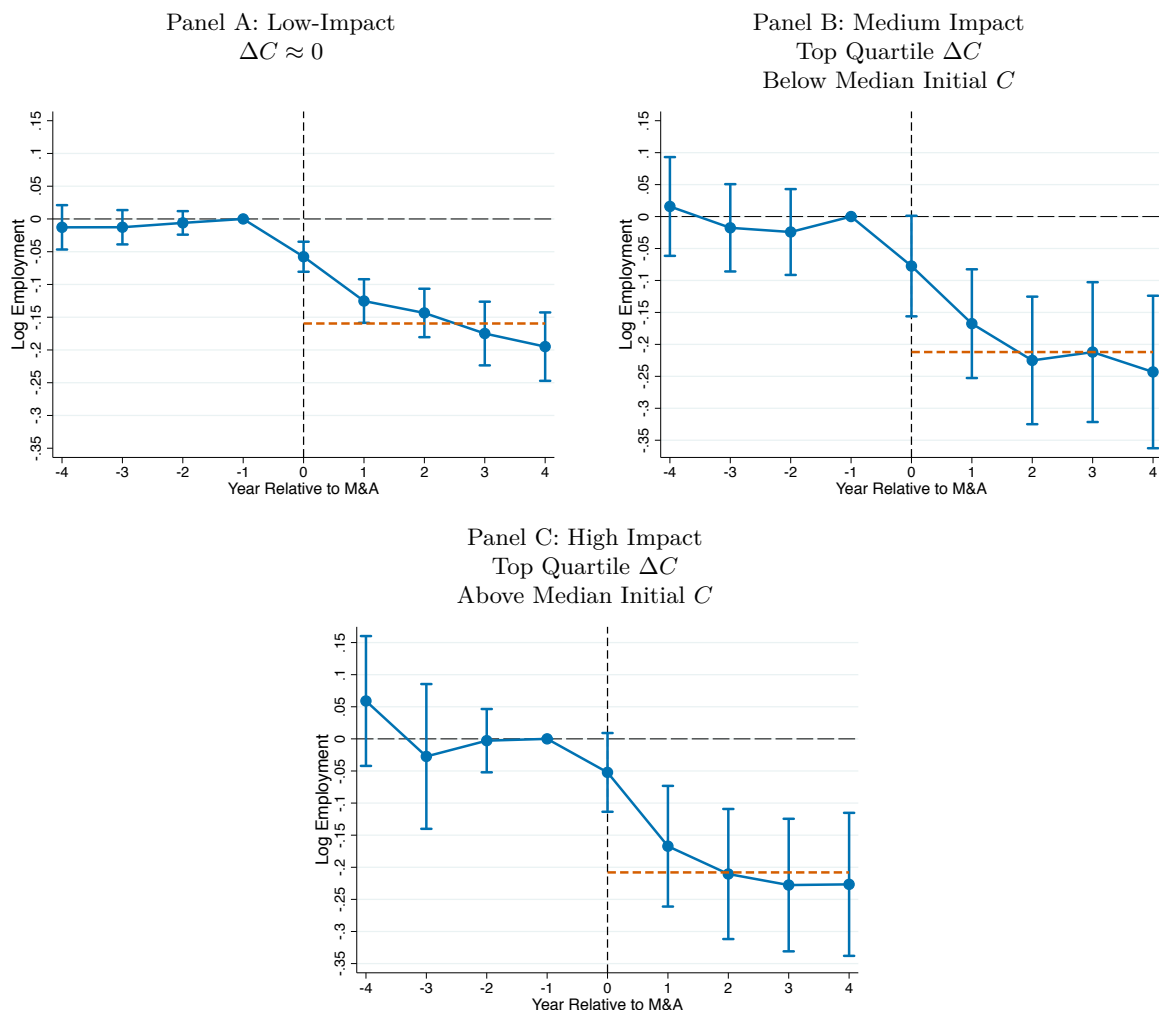 Panel A: Low-Impact
ΔC ≈ 0
Log Employment
.15
.1
.05
0
-.05
-.1
-.15
-.2
-.25
-.3
-.35
-4 -3 -2 -1 0 1 2 3 4
Year Relative to M&A
Panel B: Medium Impact
Top Quartile ΔC
Below Median Initial C
Log Employment
.15
.1
.05
0
-.05
-.1
-.15
-.2
-.25
-.3
-.35
-4 -3 -2 -1 0 1 2 3 4
Year Relative to M&A
Panel C: High Impact
Top Quartile ΔC
Above Median Initial C
Log Employment
.15
.1
.05
0
-.05
-.1
-.15
-.2
-.25
-.3
-.35
-4 -3 -2 -1 0 1 2 3 4
Year Relative to M&A